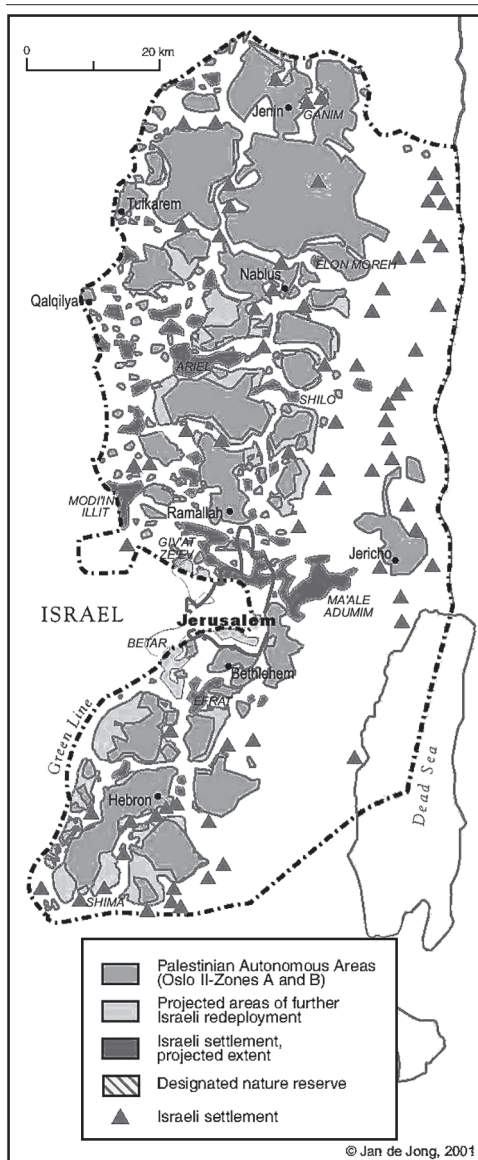 0 20 km
Jenin
GANIM
Tulkarem
Nablus
ELON MOREH
Qalqilya
ARIEL
SHILO
MODI'IN
ILLIT
Ramallah
GIV'AT
ZE'EV
Jericho
MA'ALE
ADUMIM
ISRAEL
Jerusalem
BETAR
Bethlehem
EFRAT
Green Line
Dead Sea
Hebron
SHIMA
Palestinian Autonomous Areas
(Oslo II-Zones A and B)
Projected areas of further
Israeli redeployment
Israeli settlement,
projected extent
Designated nature reserve
Israeli settlement
© Jan de Jong, 2001